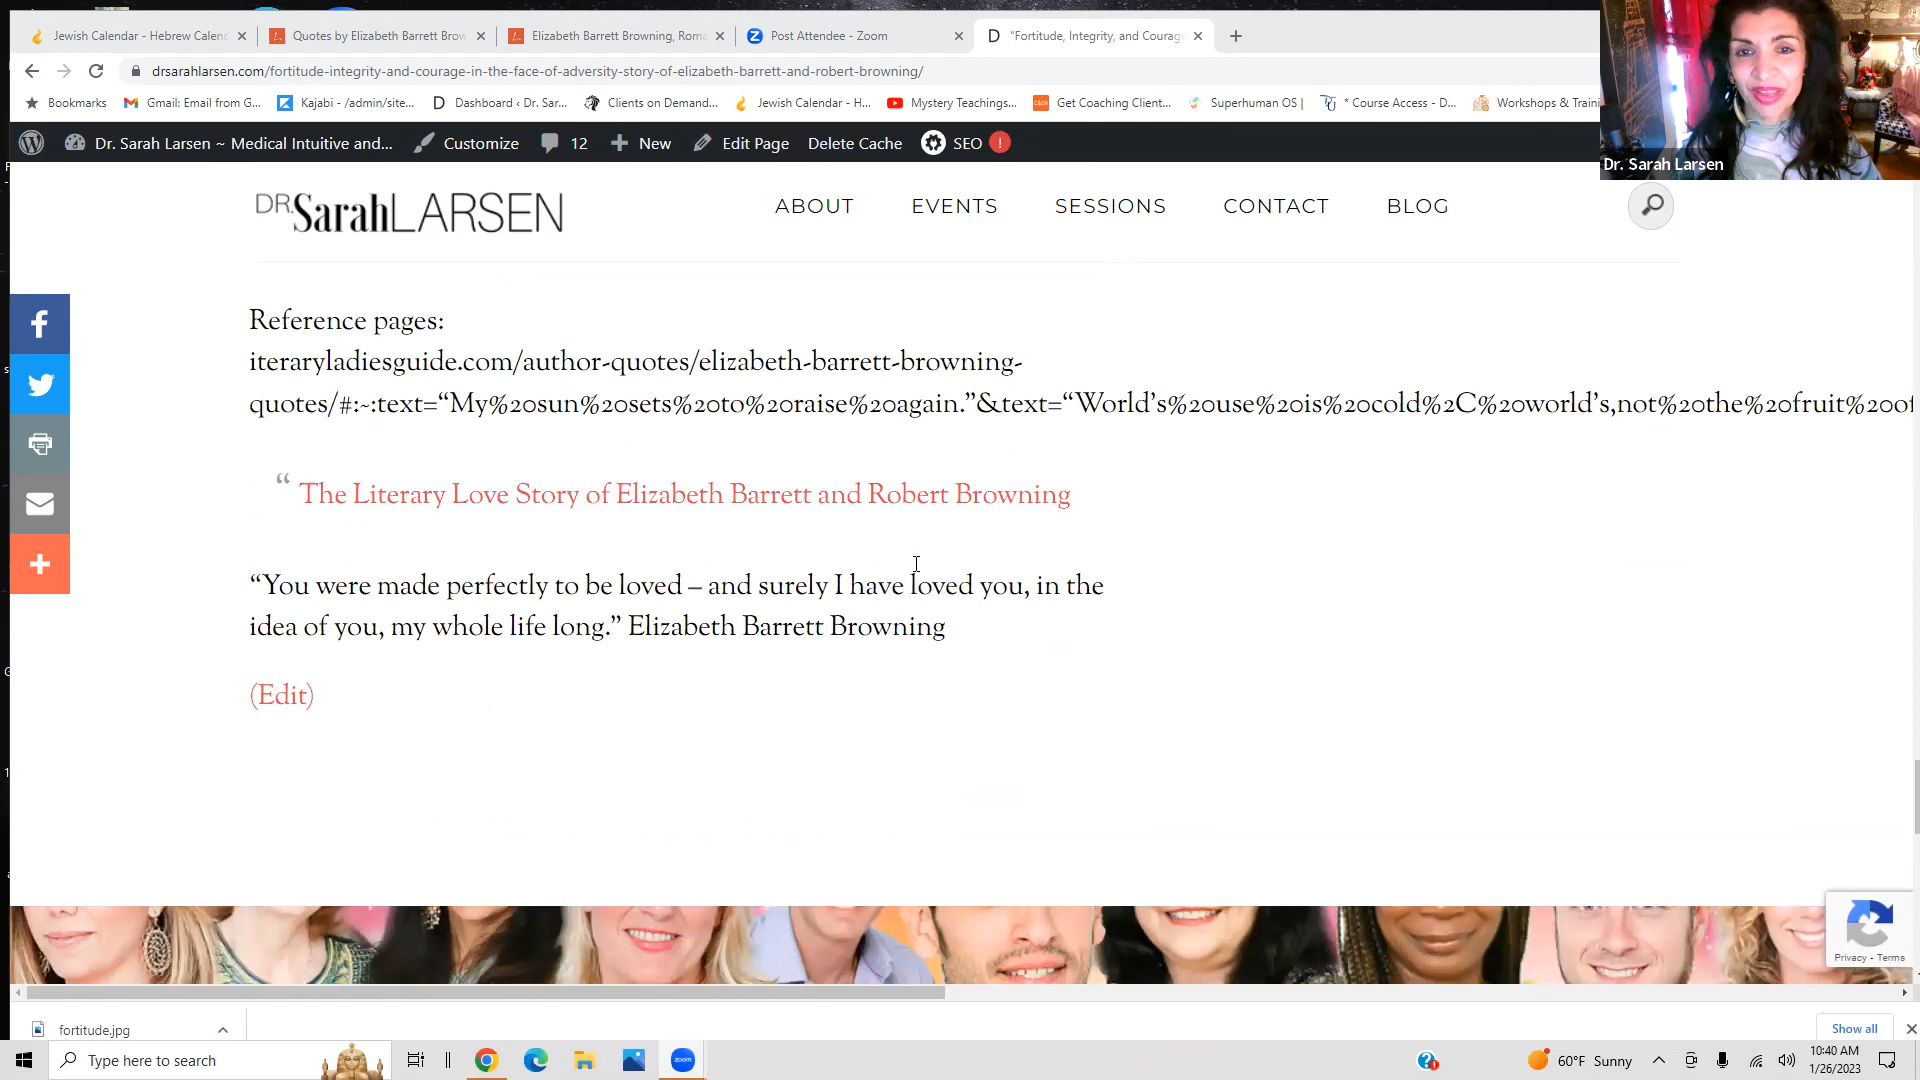 Jewish Calendar - Hebrew Calen
Quotes by Elizabeth Barrett Brow
Elizabeth Barrett Browning, Roma
Post Attendee - Zoom
"Fortitude, Integrity, and Courag
drsarahlarsen.com/fortitude-integrity-and-courage-in-the-face-of-adversity-story-of-elizabeth-barrett-and-robert-browning/
Bookmarks
Gmail: Email from G...
Kajabi - /admin/site...
Dashboard ‹ Dr. Sar...
Clients on Demand...
Jewish Calendar - H...
Mystery Teachings...
Get Coaching Client...
Superhuman OS |
* Course Access - D...
Workshops & Traini
Dr. Sarah Larsen
Dr. Sarah Larsen ~ Medical Intuitive and...
Customize
12
New
Edit Page
Delete Cache
SEO
!
DR.SarahLARSEN
ABOUT
EVENTS
SESSIONS
CONTACT
BLOG
Reference pages:
iteraryladiesguide.com/author-quotes/elizabeth-barrett-browning-
quotes/#:~:text=“My%20sun%20sets%20to%20raise%20again.”&text=“World’s%20use%20is%20cold%2C%20world’s,not%20the%20fruit%20of
“ The Literary Love Story of Elizabeth Barrett and Robert Browning
“You were made perfectly to be loved – and surely I have loved you, in the
idea of you, my whole life long.” Elizabeth Barrett Browning
(Edit)
Privacy - Terms
fortitude.jpg
Show all
Type here to search
zoom
60°F Sunny
10:40 AM
1/26/2023